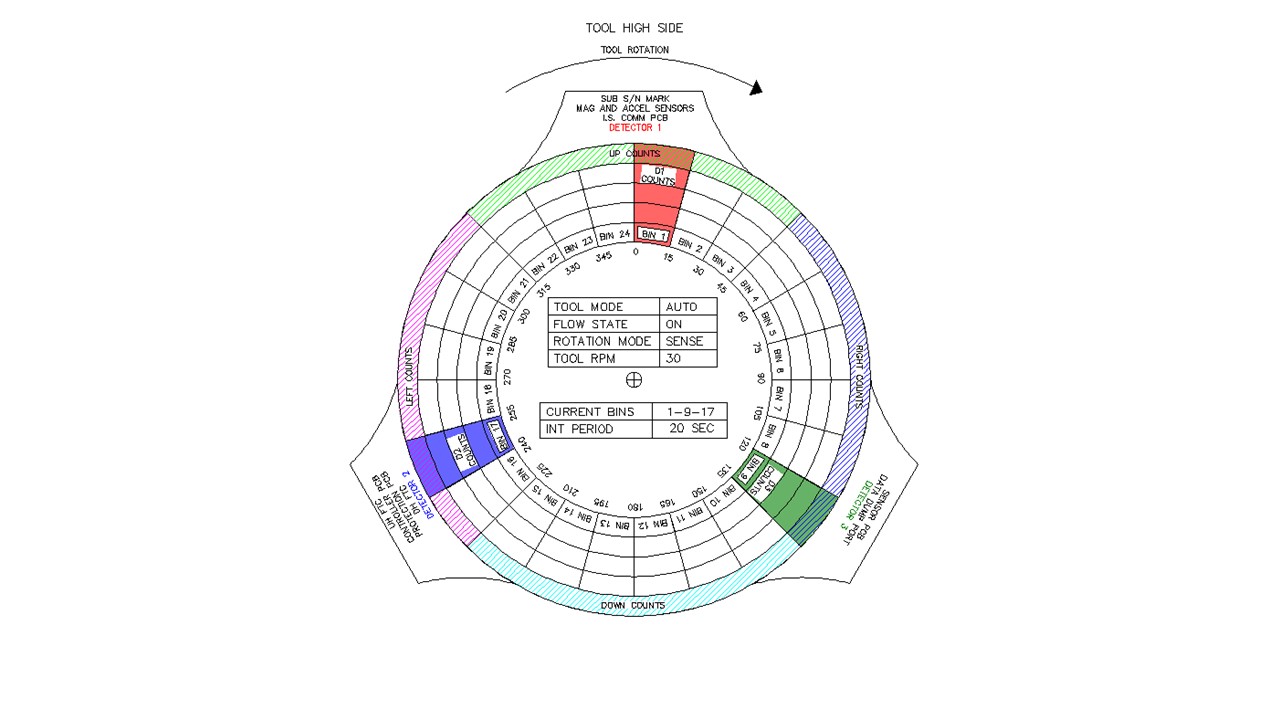 TOOL HIGH SIDE
TOOL ROTATION
SUB S/N MARK
MAG AND ACCEL SENSORS
I.S. COMM PCB
DETECTOR 1
UP COUNTS
D1
COUNTS
BIN 1
BIN 2
BIN 3
BIN 4
BIN 5
BIN 6
BIN 7
BIN 8
BIN 9
BIN 10
BIN 11
BIN 12
BIN 13
BIN 14
BIN 15
BIN 16
BIN 17
BIN 18
BIN 19
BIN 20
BIN 21
BIN 22
BIN 23
BIN 24
0
15
30
45
60
75
90
105
120
135
150
165
180
195
210
225
240
255
270
285
300
315
330
345
TOOL MODE AUTO
FLOW STATE ON
ROTATION MODE SENSE
TOOL RPM 30
CURRENT BINS 1-9-17
INT PERIOD 20 SEC
LEFT COUNTS
RIGHT COUNTS
D2
COUNTS
D3
COUNTS
DETECTOR 2
DH FTC
PROTECTION PCB
CONTROLLER PCB
UH FTC PCB
SENSOR PCB
DATA DUMP PORT
DETECTOR 3
DOWN COUNTS